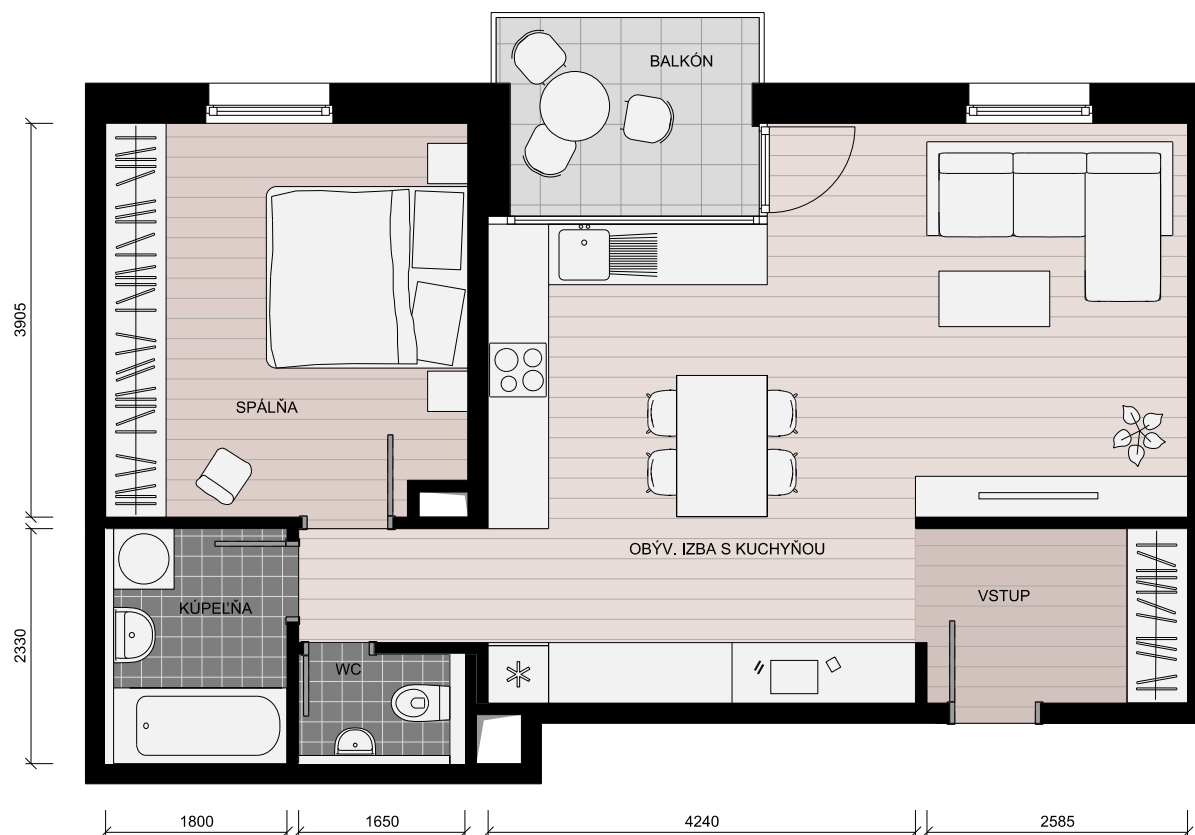 BALKÓN
3905
SPÁLŇA
OBÝV. IZBA S KUCHYŇOU
VSTUP
KÚPEĽŇA
2330
WC
1800
1650
4240
2585